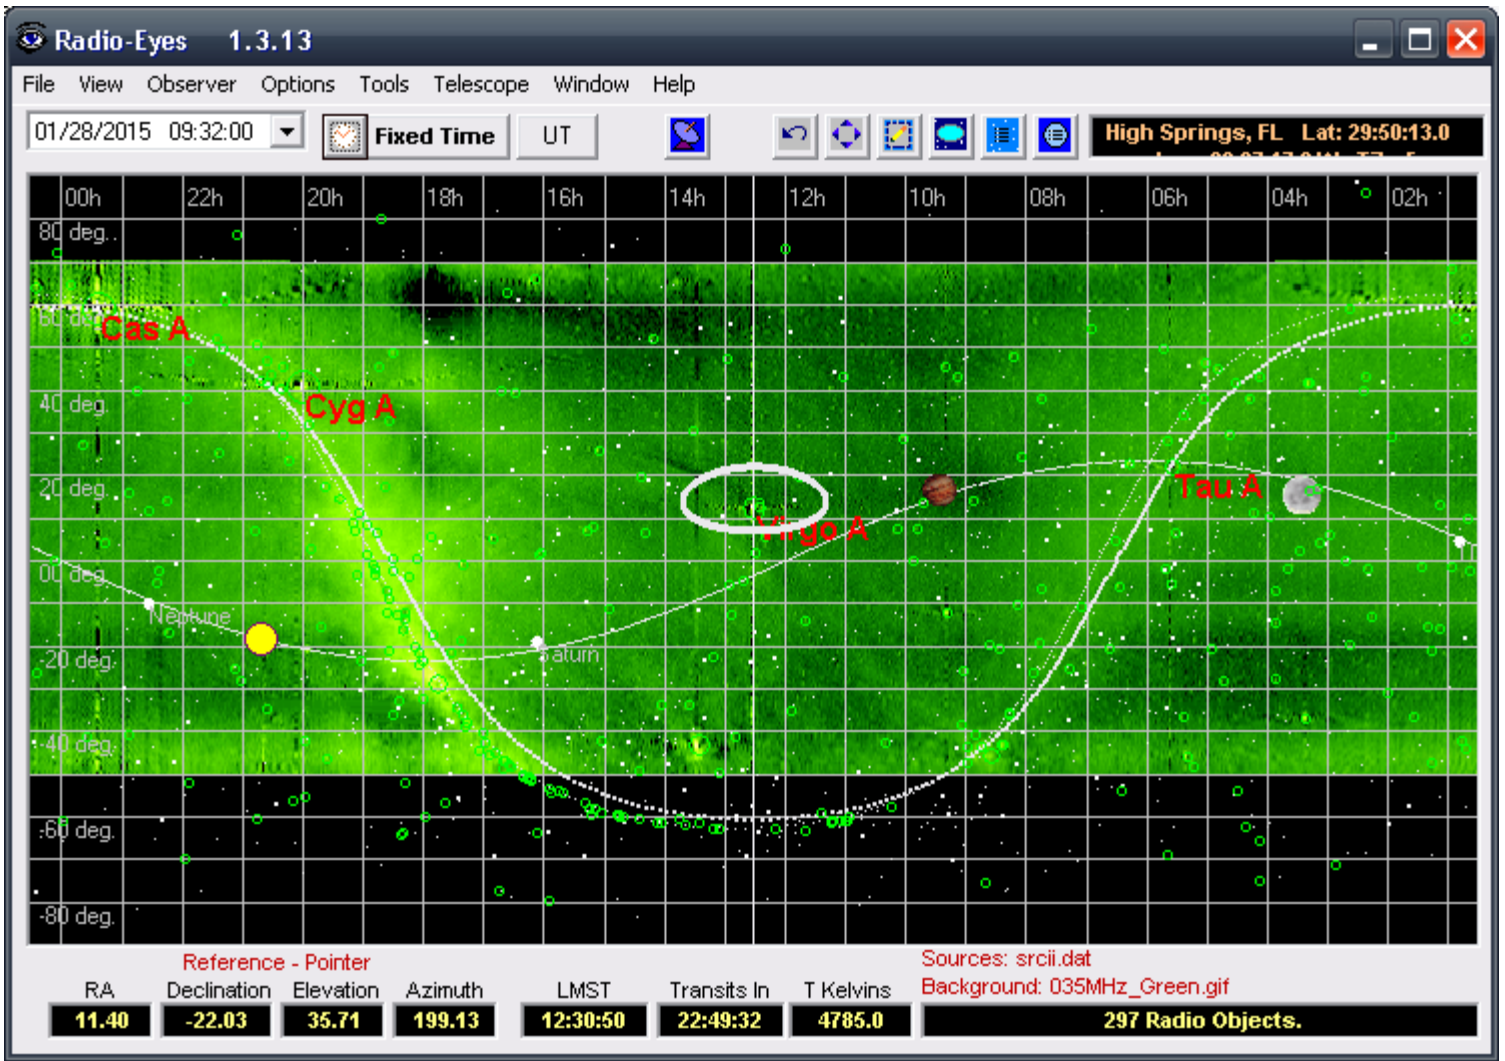 Radio-Eyes 1.3.13
File View Observer Options Tools Telescope Window Help
01/28/2015 09:32:00 Fixed Time UT High Springs, FL Lat: 29:50:13.0
00h 22h 20h 18h 16h 14h 12h 10h 08h 06h 04h 02h
80 deg.
60 deg.
Cas A
40 deg.
Cyg A
20 deg.
Tau A
Virgo A
00 deg.
Neptune
-20 deg.
Saturn
-40 deg.
-60 deg.
-80 deg.
Reference - Pointer
Sources: srcii.dat
RA Declination Elevation Azimuth LMST Transits In T Kelvins Background: 035MHz_Green.gif
11.40 -22.03 35.71 199.13 12:30:50 22:49:32 4785.0 297 Radio Objects.